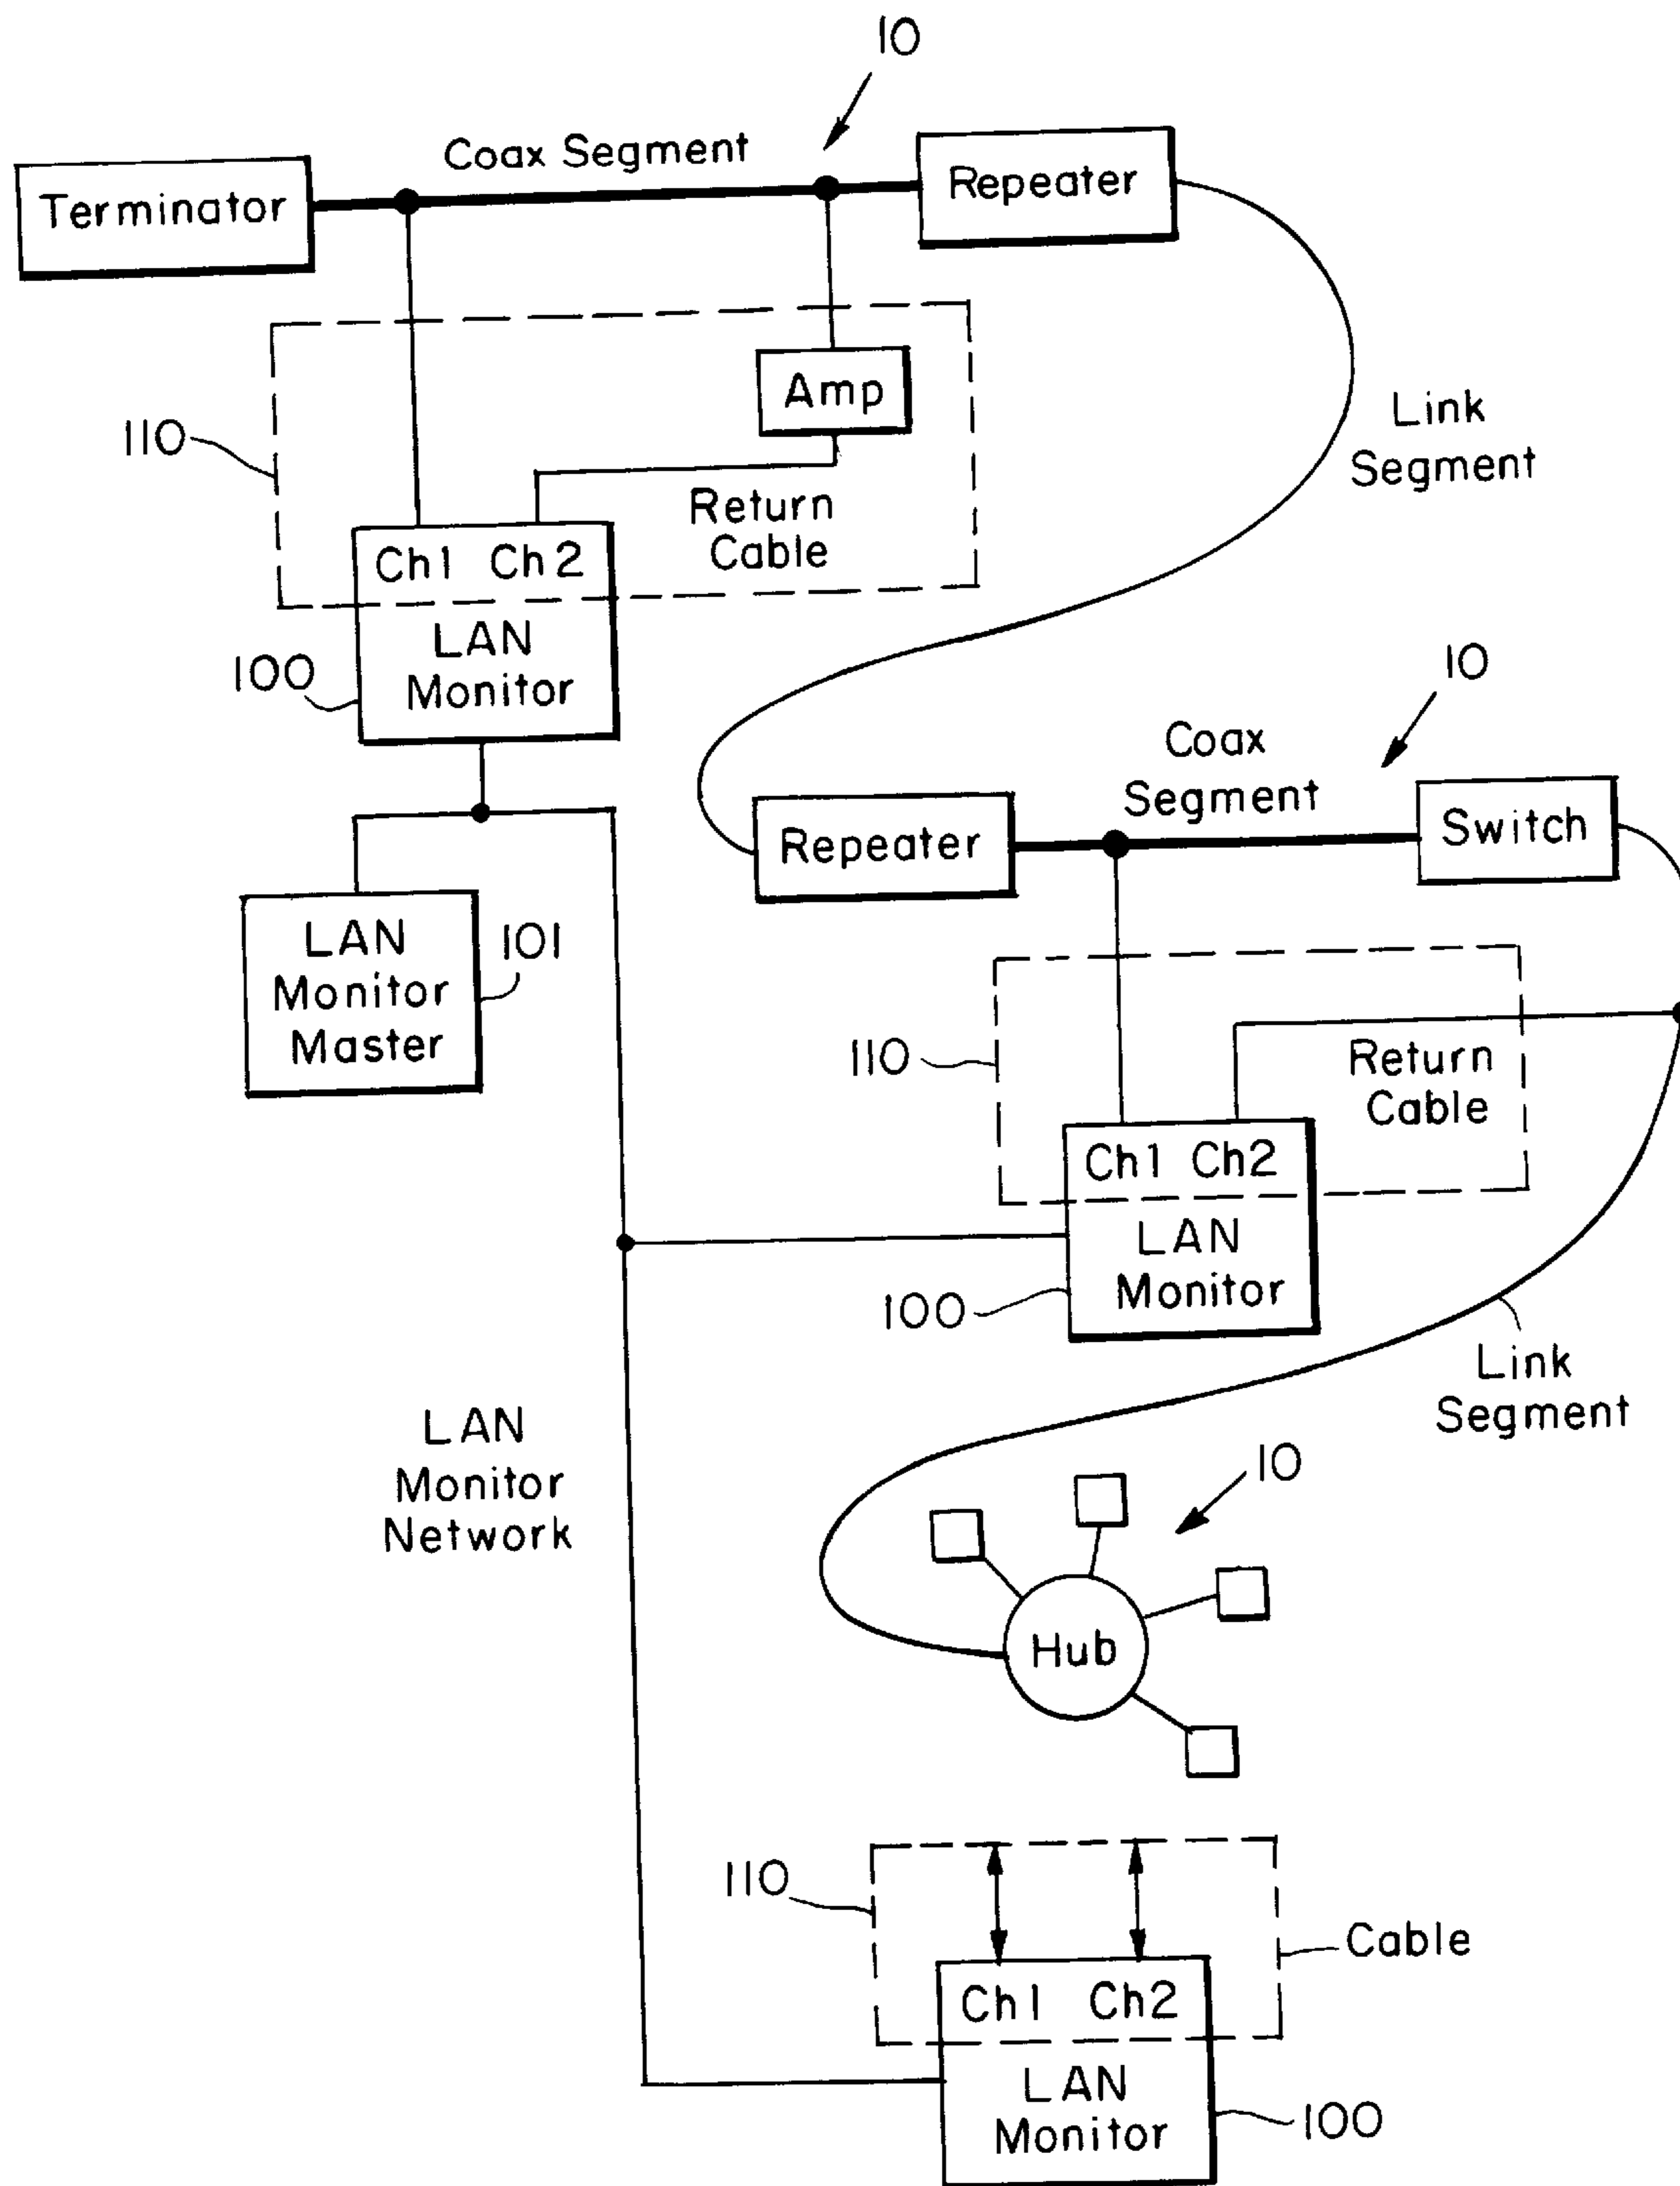 10
Coax Segment
Terminator
Repeater
Amp
Link
Segment
110
Return
Cable
Ch1 Ch2
LAN
Monitor
100
10
Coax
Segment
Repeater
Switch
LAN
Monitor
Master
101
110
Return
Cable
Ch1 Ch2
LAN
Monitor
100
Link
Segment
LAN
Monitor
Network
10
Hub
110
Cable
Ch1 Ch2
LAN
Monitor
100